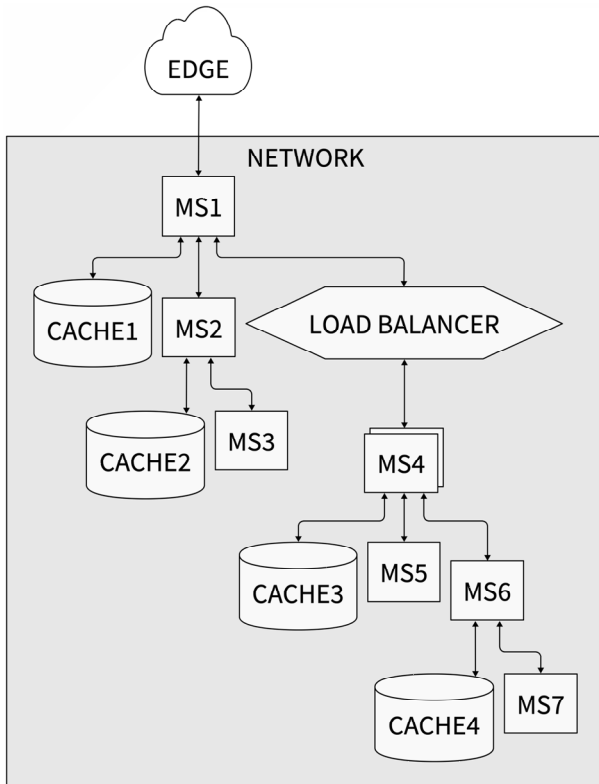 EDGE
NETWORK
MS1
CACHE1
MS2
LOAD BALANCER
CACHE2
MS3
MS4
CACHE3
MS5
MS6
CACHE4
MS7